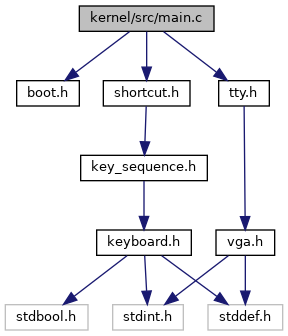 kernel/src/main.c
boot.h
shortcut.h
tty.h
key_sequence.h
keyboard.h
vga.h
stdbool.h
stdint.h
stddef.h